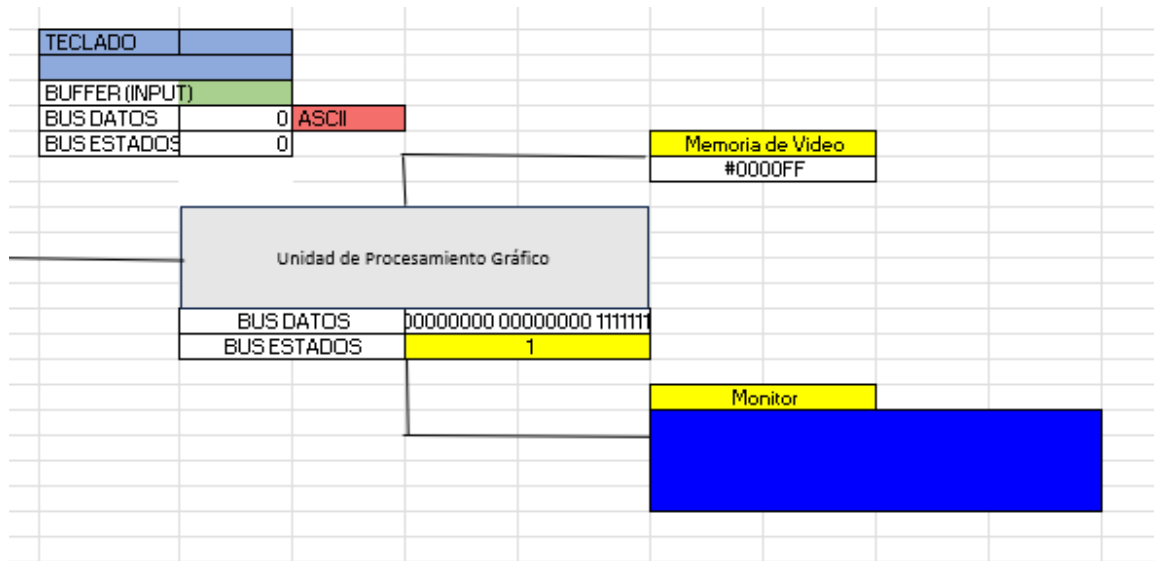 TECLADO
BUFFER (INPUT)
BUS DATOS 0 ASCII
BUS ESTADOS 0
Memoria de Video
#0000FF
Unidad de Procesamiento Gráfico
BUS DATOS 00000000 00000000 1111111
BUS ESTADOS 1
Monitor